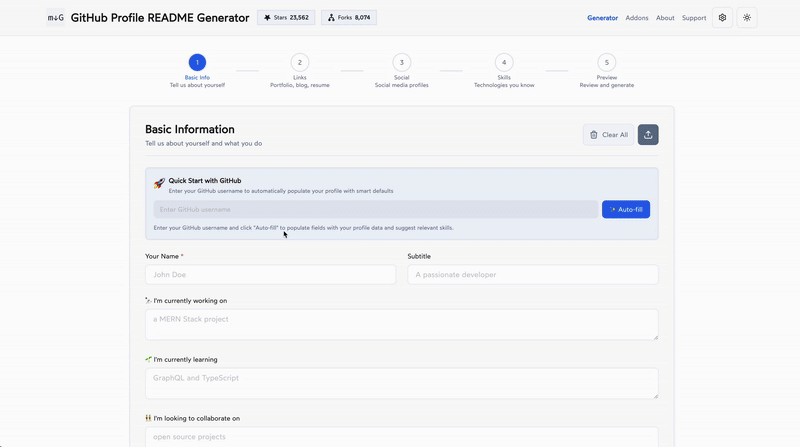 m↓G GitHub Profile README Generator Stars 23,562 Forks 8,074 Generator Addons About Support
1 2 3 4 5
Basic Info Links Social Skills Preview
Tell us about yourself Portfolio, blog, resume Social media profiles Technologies you know Review and generate
Basic Information
Tell us about yourself and what you do
Clear All
Quick Start with GitHub
Enter your GitHub username to automatically populate your profile with smart defaults
Enter GitHub username Auto-fill
Enter your GitHub username and click "Auto-fill" to populate fields with your profile data and suggest relevant skills.
Your Name * Subtitle
John Doe A passionate developer
I'm currently working on
a MERN Stack project
I'm currently learning
GraphQL and TypeScript
I'm looking to collaborate on
open source projects